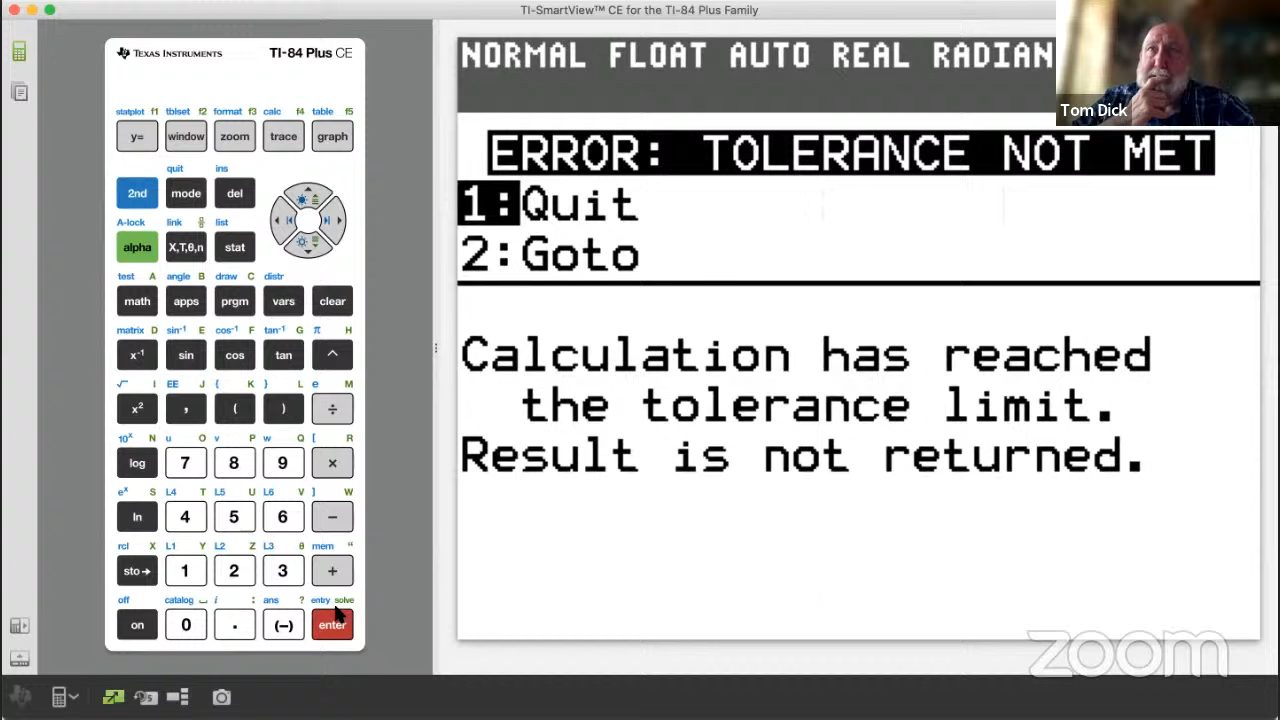 TI-SmartView™ CE for the TI-84 Plus Family
TEXAS INSTRUMENTS TI-84 Plus CE
statplot f1 tblset f2 format f3 calc f4 table f5
y= window zoom trace graph
quit ins
2nd mode del
A-lock link list
alpha X,T,θ,n stat
test A angle B draw C distr
math apps prgm vars clear
matrix D sin⁻¹ E cos⁻¹ F tan⁻¹ G π H
x⁻¹ sin cos tan ^
√ I EE J { K } L e M
x² , ( ) ÷
10ˣ N u O v P w Q [ R
log 7 8 9 ×
eˣ S L4 T L5 U L6 V ] W
ln 4 5 6 −
rcl X L1 Y L2 Z L3 θ mem "
sto→ 1 2 3 +
off catalog ⎵ i : ans ? entry solve
on 0 . (−) enter
NORMAL FLOAT AUTO REAL RADIAN
ERROR: TOLERANCE NOT MET
1:Quit
2:Goto
Calculation has reached
the tolerance limit.
Result is not returned.
Tom Dick
zoom